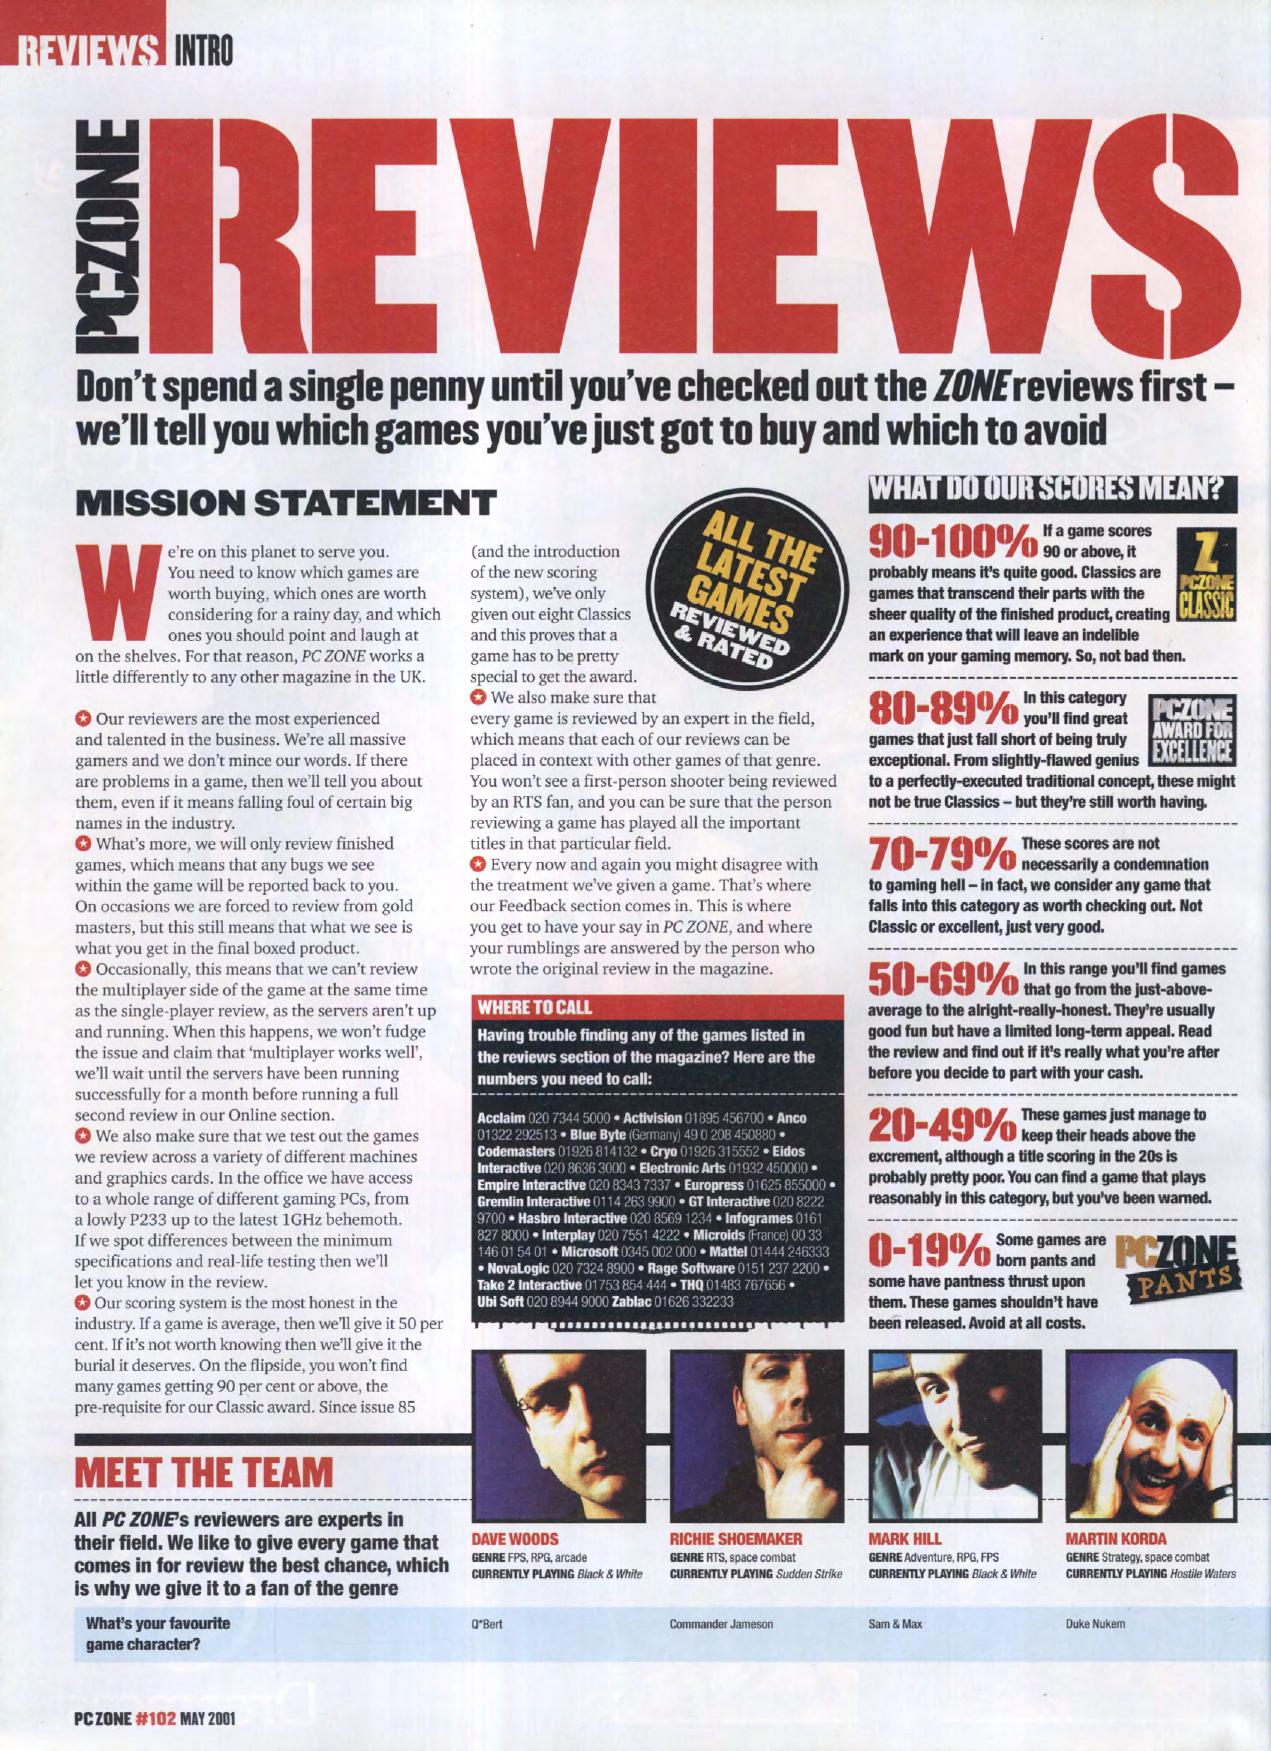 REVIEWS INTRO
PCZONE
REVIEWS
Don't spend a single penny until you've checked out the ZONE reviews first –
we'll tell you which games you've just got to buy and which to avoid
MISSION STATEMENT
We're on this planet to serve you.
You need to know which games are
worth buying, which ones are worth
considering for a rainy day, and which
ones you should point and laugh at
on the shelves. For that reason, PC ZONE works a
little differently to any other magazine in the UK.
Our reviewers are the most experienced
and talented in the business. We're all massive
gamers and we don't mince our words. If there
are problems in a game, then we'll tell you about
them, even if it means falling foul of certain big
names in the industry.
What's more, we will only review finished
games, which means that any bugs we see
within the game will be reported back to you.
On occasions we are forced to review from gold
masters, but this still means that what we see is
what you get in the final boxed product.
Occasionally, this means that we can't review
the multiplayer side of the game at the same time
as the single-player review, as the servers aren't up
and running. When this happens, we won't fudge
the issue and claim that 'multiplayer works well',
we'll wait until the servers have been running
successfully for a month before running a full
second review in our Online section.
We also make sure that we test out the games
we review across a variety of different machines
and graphics cards. In the office we have access
to a whole range of different gaming PCs, from
a lowly P233 up to the latest 1GHz behemoth.
If we spot differences between the minimum
specifications and real-life testing then we'll
let you know in the review.
Our scoring system is the most honest in the
industry. If a game is average, then we'll give it 50 per
cent. If it's not worth knowing then we'll give it the
burial it deserves. On the flipside, you won't find
many games getting 90 per cent or above, the
pre-requisite for our Classic award. Since issue 85
(and the introduction
of the new scoring
system), we've only
given out eight Classics
and this proves that a
game has to be pretty
special to get the award.
We also make sure that
every game is reviewed by an expert in the field,
which means that each of our reviews can be
placed in context with other games of that genre.
You won't see a first-person shooter being reviewed
by an RTS fan, and you can be sure that the person
reviewing a game has played all the important
titles in that particular field.
Every now and again you might disagree with
the treatment we've given a game. That's where
our Feedback section comes in. This is where
you get to have your say in PC ZONE, and where
your rumblings are answered by the person who
wrote the original review in the magazine.
ALL THE
LATEST
GAMES
REVIEWED
& RATED
WHERE TO CALL
Having trouble finding any of the games listed in
the reviews section of the magazine? Here are the
numbers you need to call:
Acclaim 020 7344 5000 • Activision 01895 456700 • Anco
01322 292513 • Blue Byte (Germany) 49 0 208 450880 •
Codemasters 01926 814132 • Cryo 01926 315552 • Eidos
Interactive 020 8636 3000 • Electronic Arts 01932 450000 •
Empire Interactive 020 8343 7337 • Europress 01625 855000 •
Gremlin Interactive 0114 263 9900 • GT Interactive 020 8222
9700 • Hasbro Interactive 020 8569 1234 • Infogrames 0161
827 8000 • Interplay 020 7551 4222 • Microids (France) 00 33
146 01 54 01 • Microsoft 0345 002 000 • Mattel 01444 246333
• NovaLogic 020 7324 8900 • Rage Software 0151 237 2200 •
Take 2 Interactive 01753 854 444 • THQ 01483 767656 •
Ubi Soft 020 8944 9000 Zablac 01626 332233
WHAT DO OUR SCORES MEAN?
90-100% If a game scores
90 or above, it
probably means it's quite good. Classics are
games that transcend their parts with the
sheer quality of the finished product, creating
an experience that will leave an indelible
mark on your gaming memory. So, not bad then.
Z
PCZONE
CLASSIC
80-89% In this category
you'll find great
games that just fall short of being truly
exceptional. From slightly-flawed genius
to a perfectly-executed traditional concept, these might
not be true Classics – but they're still worth having.
PCZONE
AWARD FOR
EXCELLENCE
70-79% These scores are not
necessarily a condemnation
to gaming hell – in fact, we consider any game that
falls into this category as worth checking out. Not
Classic or excellent, just very good.
50-69% In this range you'll find games
that go from the just-above-
average to the alright-really-honest. They're usually
good fun but have a limited long-term appeal. Read
the review and find out if it's really what you're after
before you decide to part with your cash.
20-49% These games just manage to
keep their heads above the
excrement, although a title scoring in the 20s is
probably pretty poor. You can find a game that plays
reasonably in this category, but you've been warned.
0-19% Some games are
born pants and
some have pantness thrust upon
them. These games shouldn't have
been released. Avoid at all costs.
PCZONE
PANTS
MEET THE TEAM
All PC ZONE's reviewers are experts in
their field. We like to give every game that
comes in for review the best chance, which
is why we give it to a fan of the genre
DAVE WOODS
GENRE FPS, RPG, arcade
CURRENTLY PLAYING Black & White
RICHIE SHOEMAKER
GENRE RTS, space combat
CURRENTLY PLAYING Sudden Strike
MARK HILL
GENRE Adventure, RPG, FPS
CURRENTLY PLAYING Black & White
MARTIN KORDA
GENRE Strategy, space combat
CURRENTLY PLAYING Hostile Waters
What's your favourite
game character?
Q*Bert
Commander Jameson
Sam & Max
Duke Nukem
PCZONE #102 MAY 2001